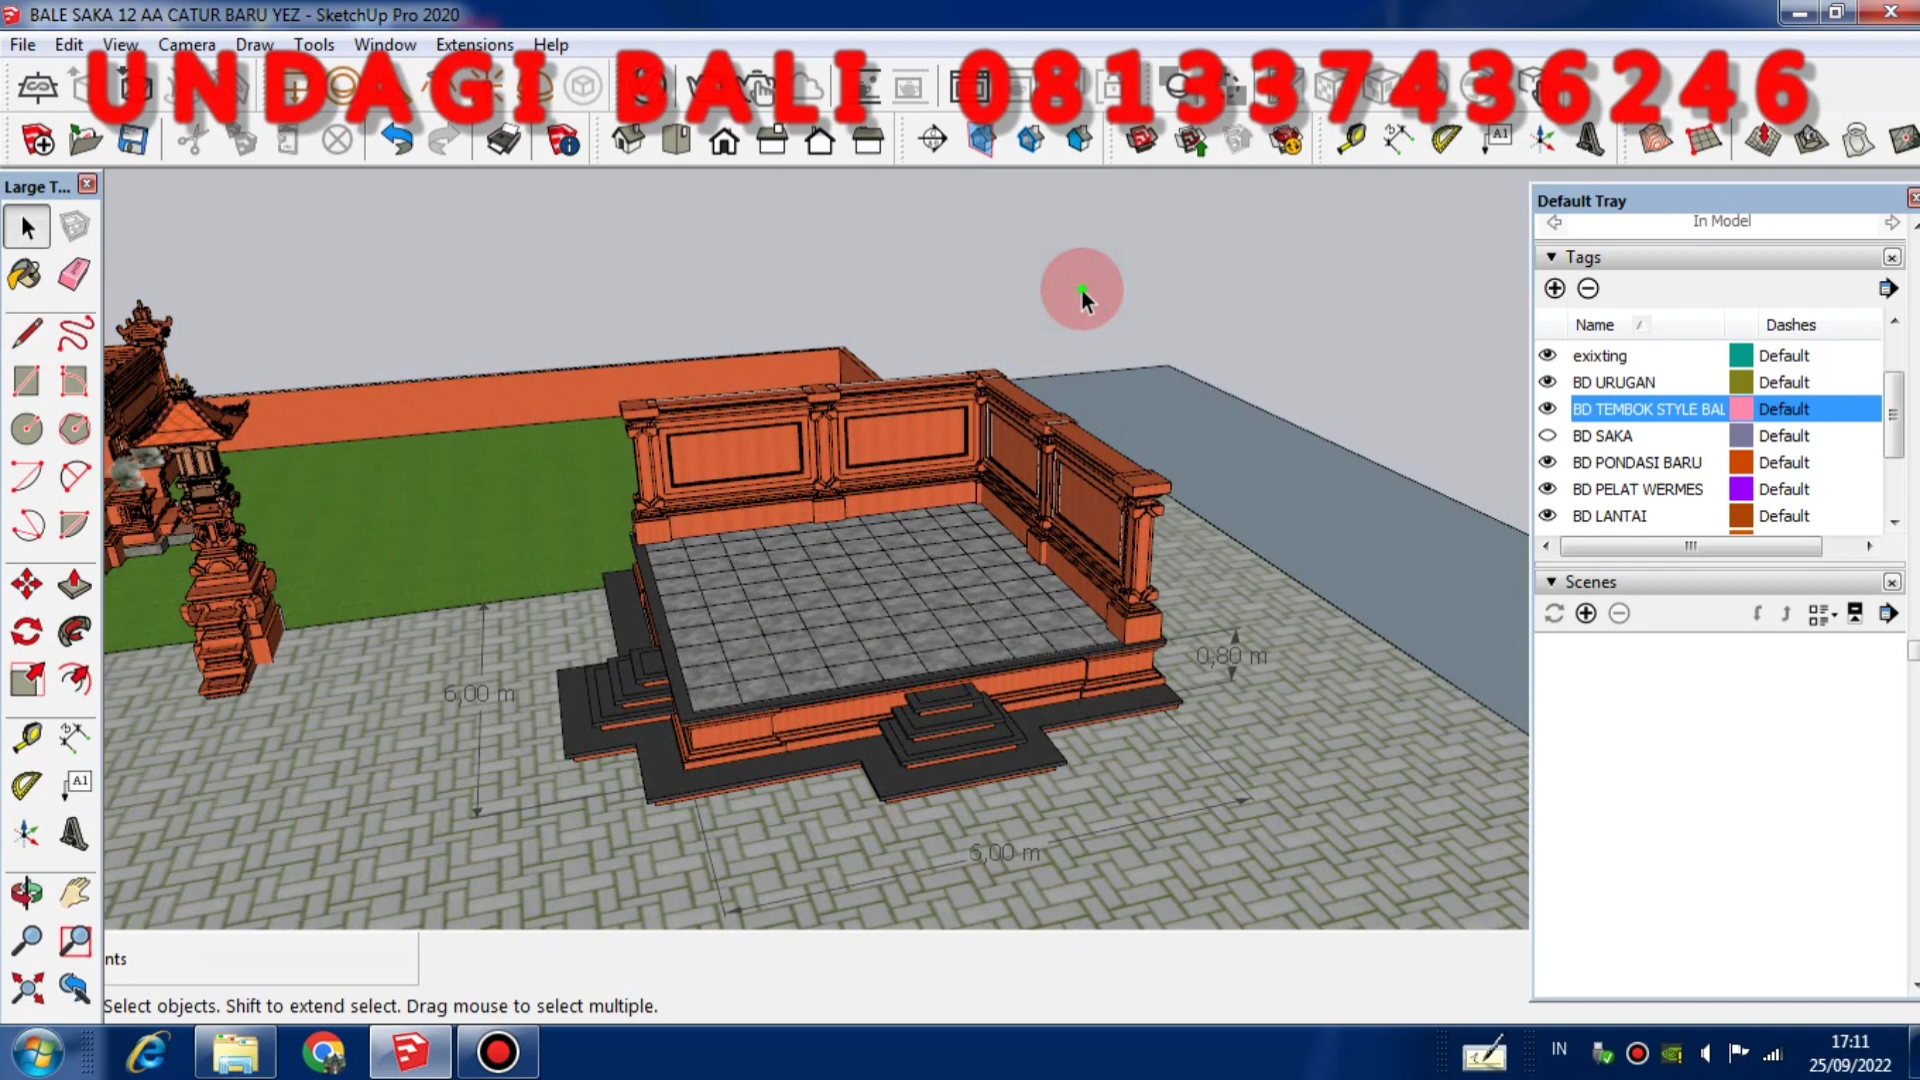 BALE SAKA 12 AA CATUR BARU YEZ - SketchUp Pro 2020
File Edit View Camera Draw Tools Window Extensions Help
UNDAGI BALI 081337436246
A1
Large T...
A1
Default Tray
In Model
Tags
Name Dashes
exixting Default
BD URUGAN Default
BD TEMBOK STYLE BAL Default
BD SAKA Default
BD PONDASI BARU Default
BD PELAT WERMES Default
BD LANTAI Default
Scenes
0,80 m
6,00 m
6,00 m
nts
Select objects. Shift to extend select. Drag mouse to select multiple.
IN
17:11
25/09/2022